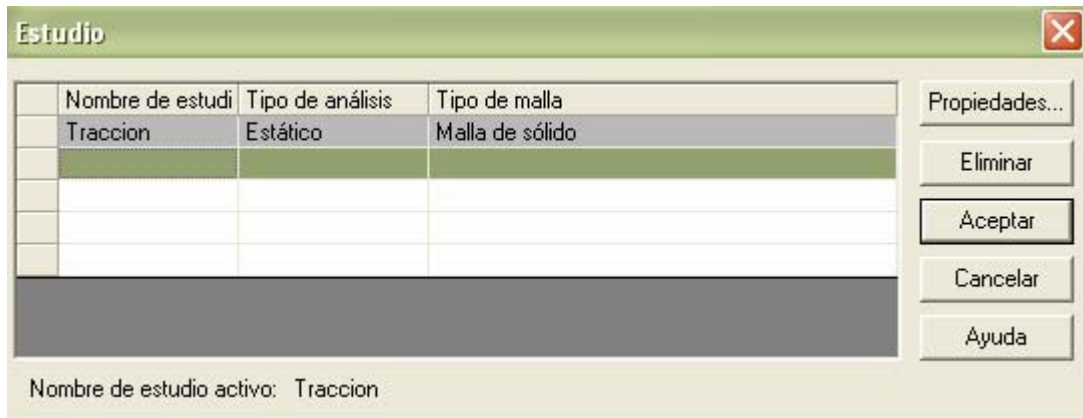 Estudio
Nombre de estudi Tipo de análisis Tipo de malla
Traccion Estático Malla de sólido
Propiedades...
Eliminar
Aceptar
Cancelar
Ayuda
Nombre de estudio activo: Traccion